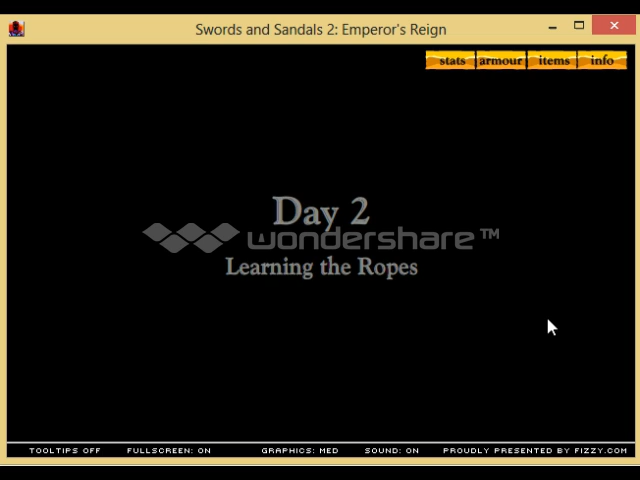 Swords and Sandals 2: Emperor's Reign
stats armour items info
Day 2
wondershare™
Learning the Ropes
TOOLTIPS OFF FULLSCREEN: ON GRAPHICS: MED SOUND: ON PROUDLY PRESENTED BY FIZZY.COM